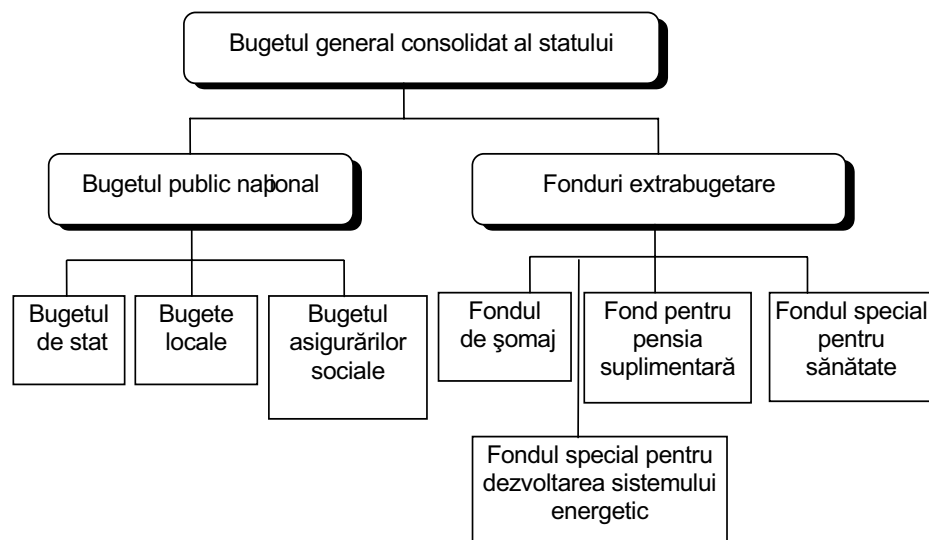 Bugetul general consolidat al statului
Bugetul public naþional
Fonduri extrabugetare
Bugetul
de stat
Bugete
locale
Bugetul
asigurărilor
sociale
Fondul
de şomaj
Fond pentru
pensia
suplimentară
Fondul special
pentru
sănătate
Fondul special pentru
dezvoltarea sistemului
energetic